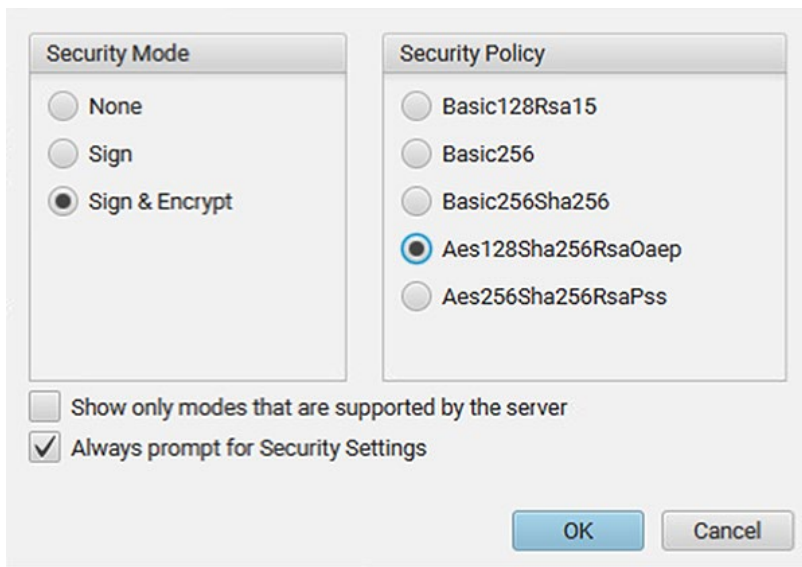 Security Mode
None
Sign
Sign & Encrypt
Security Policy
Basic128Rsa15
Basic256
Basic256Sha256
Aes128Sha256RsaOaep
Aes256Sha256RsaPss
Show only modes that are supported by the server
Always prompt for Security Settings
OK
Cancel